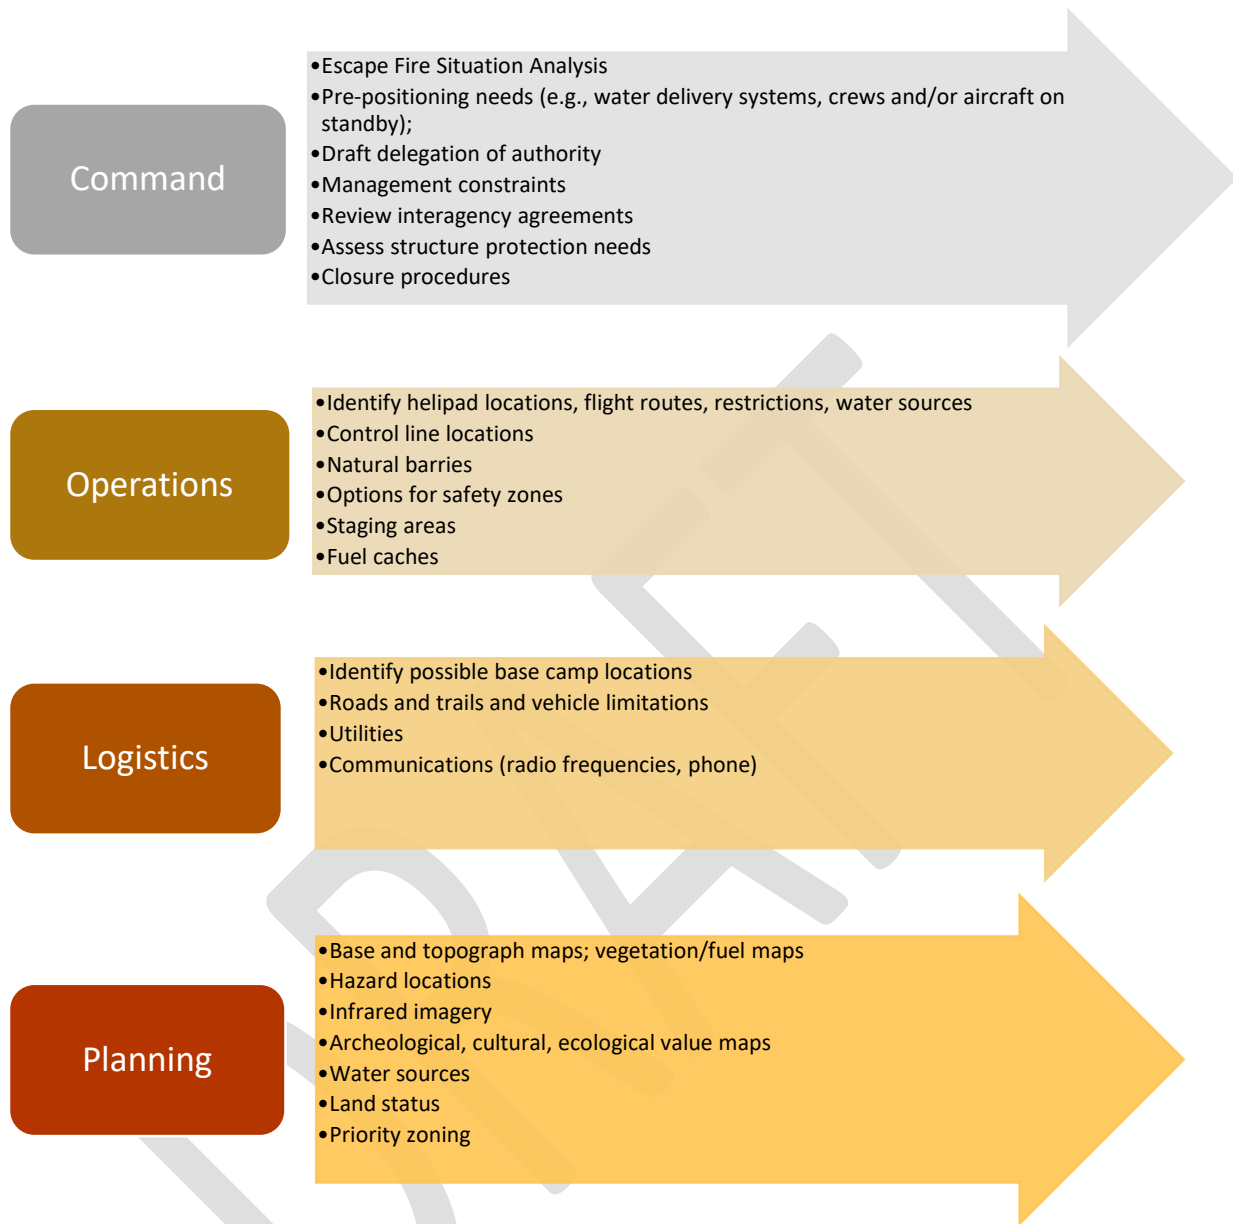 Command
•Escape Fire Situation Analysis
•Pre-positioning needs (e.g., water delivery systems, crews and/or aircraft on
standby);
•Draft delegation of authority
•Management constraints
•Review interagency agreements
•Assess structure protection needs
•Closure procedures
Operations
•Identify helipad locations, flight routes, restrictions, water sources
•Control line locations
•Natural barries
•Options for safety zones
•Staging areas
•Fuel caches
Logistics
•Identify possible base camp locations
•Roads and trails and vehicle limitations
•Utilities
•Communications (radio frequencies, phone)
Planning
•Base and topograph maps; vegetation/fuel maps
•Hazard locations
•Infrared imagery
•Archeological, cultural, ecological value maps
•Water sources
•Land status
•Priority zoning
DRAFT